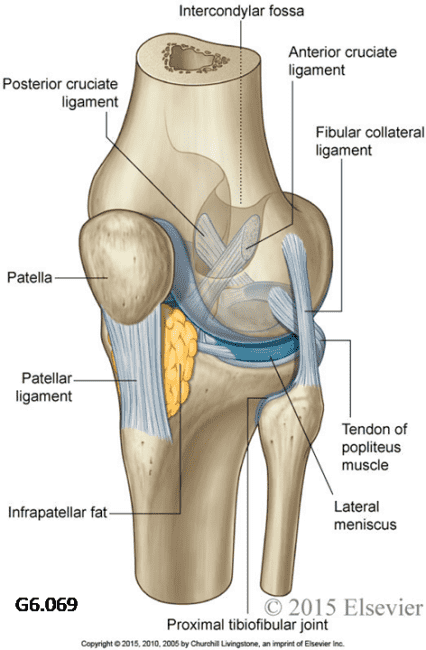 Intercondylar fossa
Anterior cruciate
ligament
Posterior cruciate
ligament
Fibular collateral
ligament
Patella
Patellar
ligament
Tendon of
popliteus
muscle
Lateral
meniscus
Infrapatellar fat
G6.069
© 2015 Elsevier
Proximal tibiofibular joint
Copyright © 2015, 2010, 2005 by Churchill Livingstone, an imprint of Elsevier Inc.